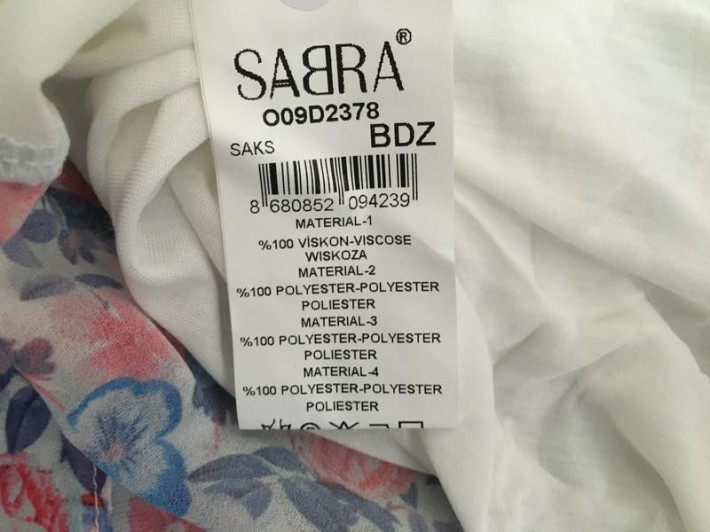 SABRA®
O09D2378
SAKS BDZ
8 680852 094239
MATERIAL-1
%100 VİSKON-VISCOSE
WISKOZA
MATERIAL-2
%100 POLYESTER-POLYESTER
POLIESTER
MATERIAL-3
%100 POLYESTER-POLYESTER
POLIESTER
MATERIAL-4
%100 POLYESTER-POLYESTER
POLIESTER